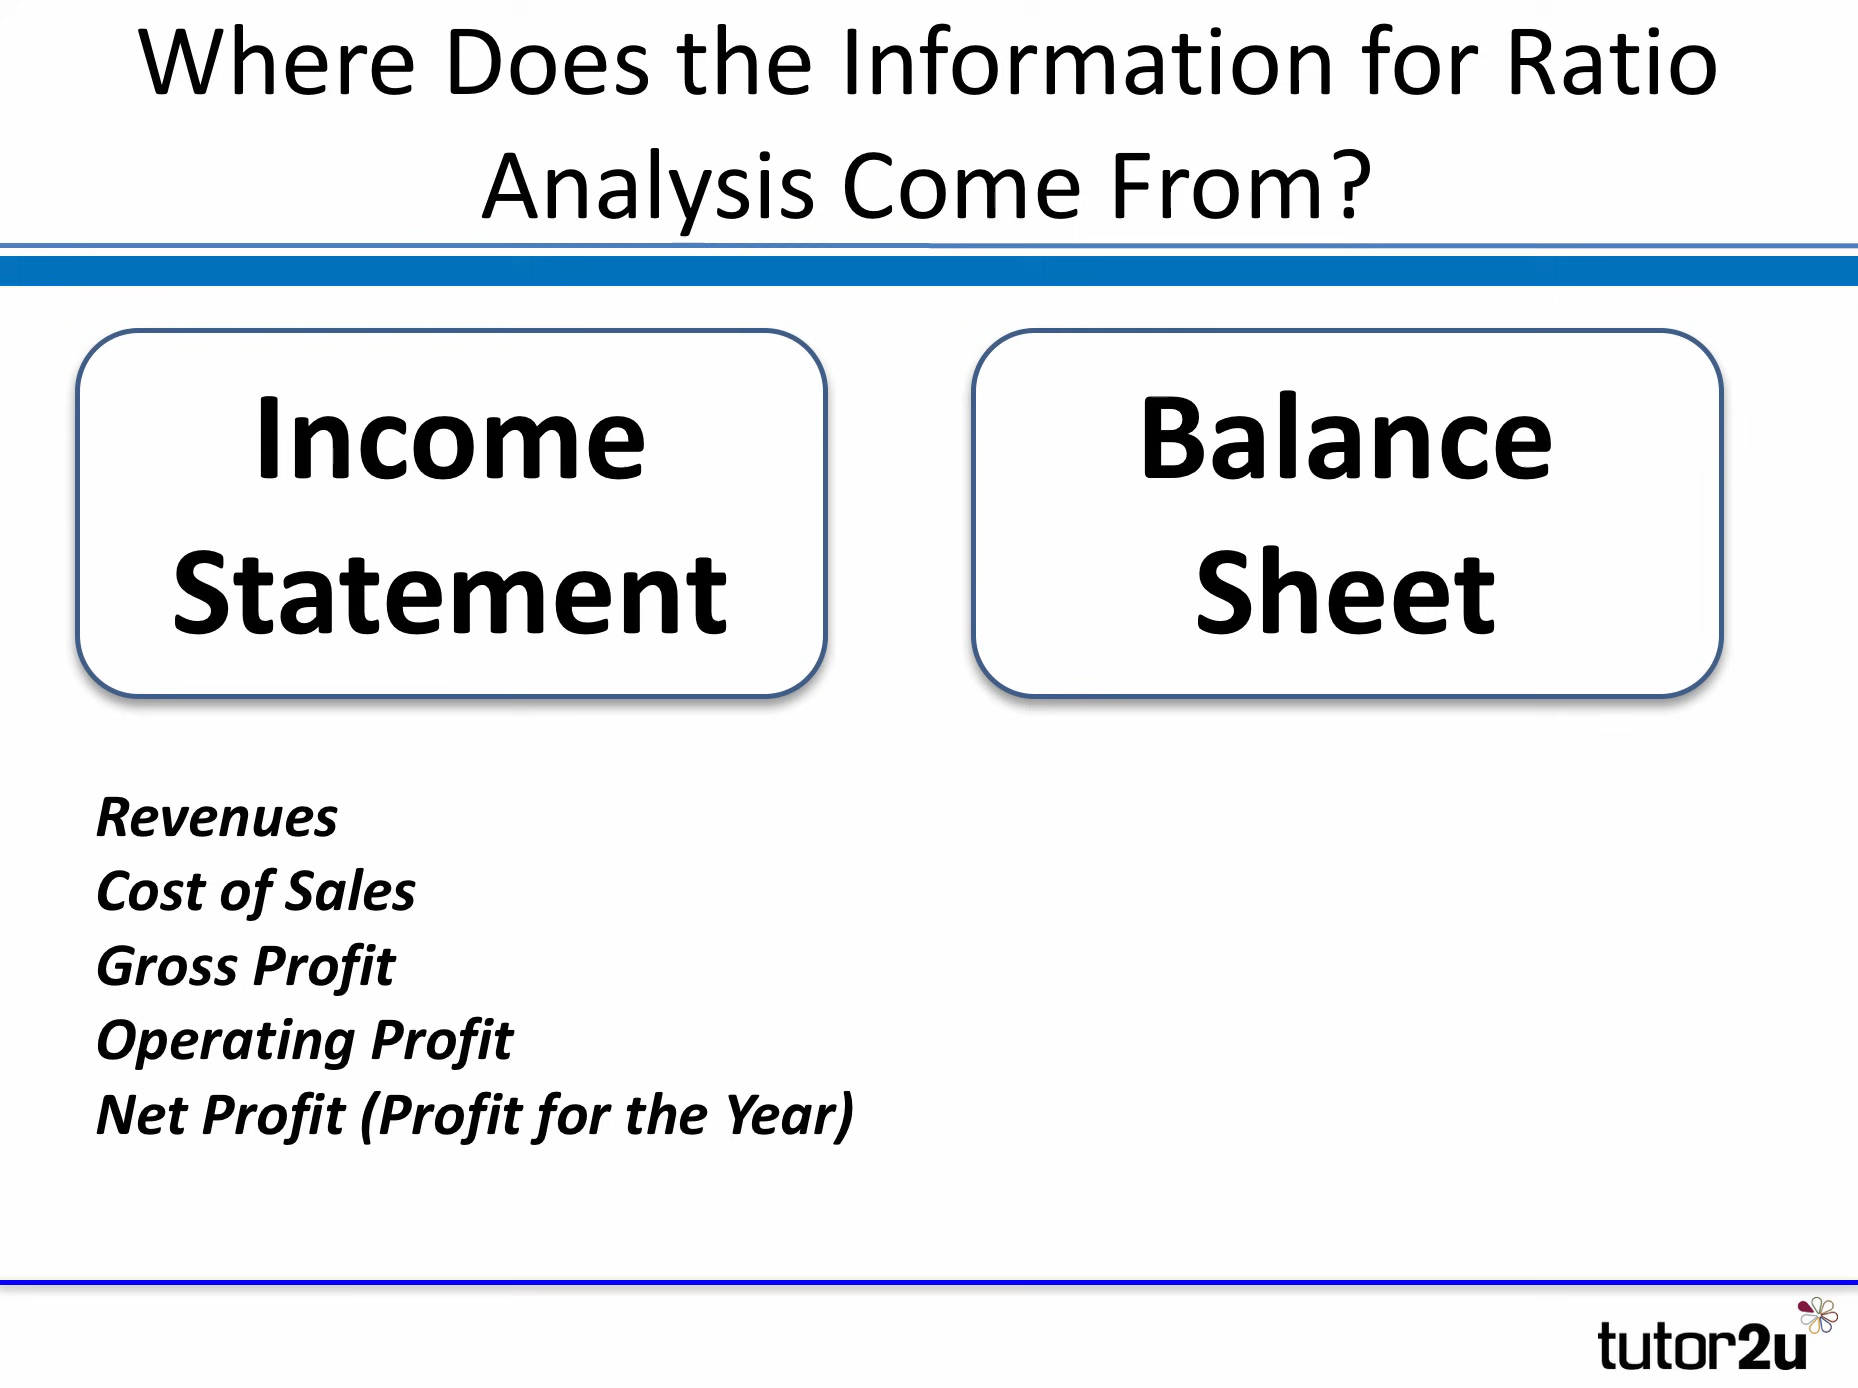 Where Does the Information for Ratio
Analysis Come From?
Income
Statement
Balance
Sheet
Revenues
Cost of Sales
Gross Profit
Operating Profit
Net Profit (Profit for the Year)
tutor2u